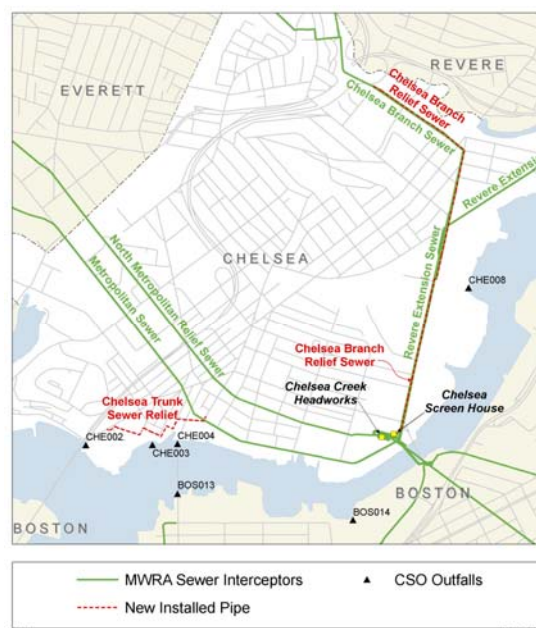 REVERE
EVERETT
Chelsea Branch
Relief Sewer
Chelsea Branch Sewer
Revere Extension
Revere Extension Sewer
North Metropolitan Relief Sewer
Metropolitan Sewer
CHELSEA
CHE008
Chelsea Branch
Relief Sewer
Chelsea Creek
Headworks
Chelsea
Screen House
Chelsea Trunk
Sewer Relief
CHE002
CHE004
CHE003
BOS013
BOSTON
BOS014
BOSTON
MWRA Sewer Interceptors
CSO Outfalls
New Installed Pipe